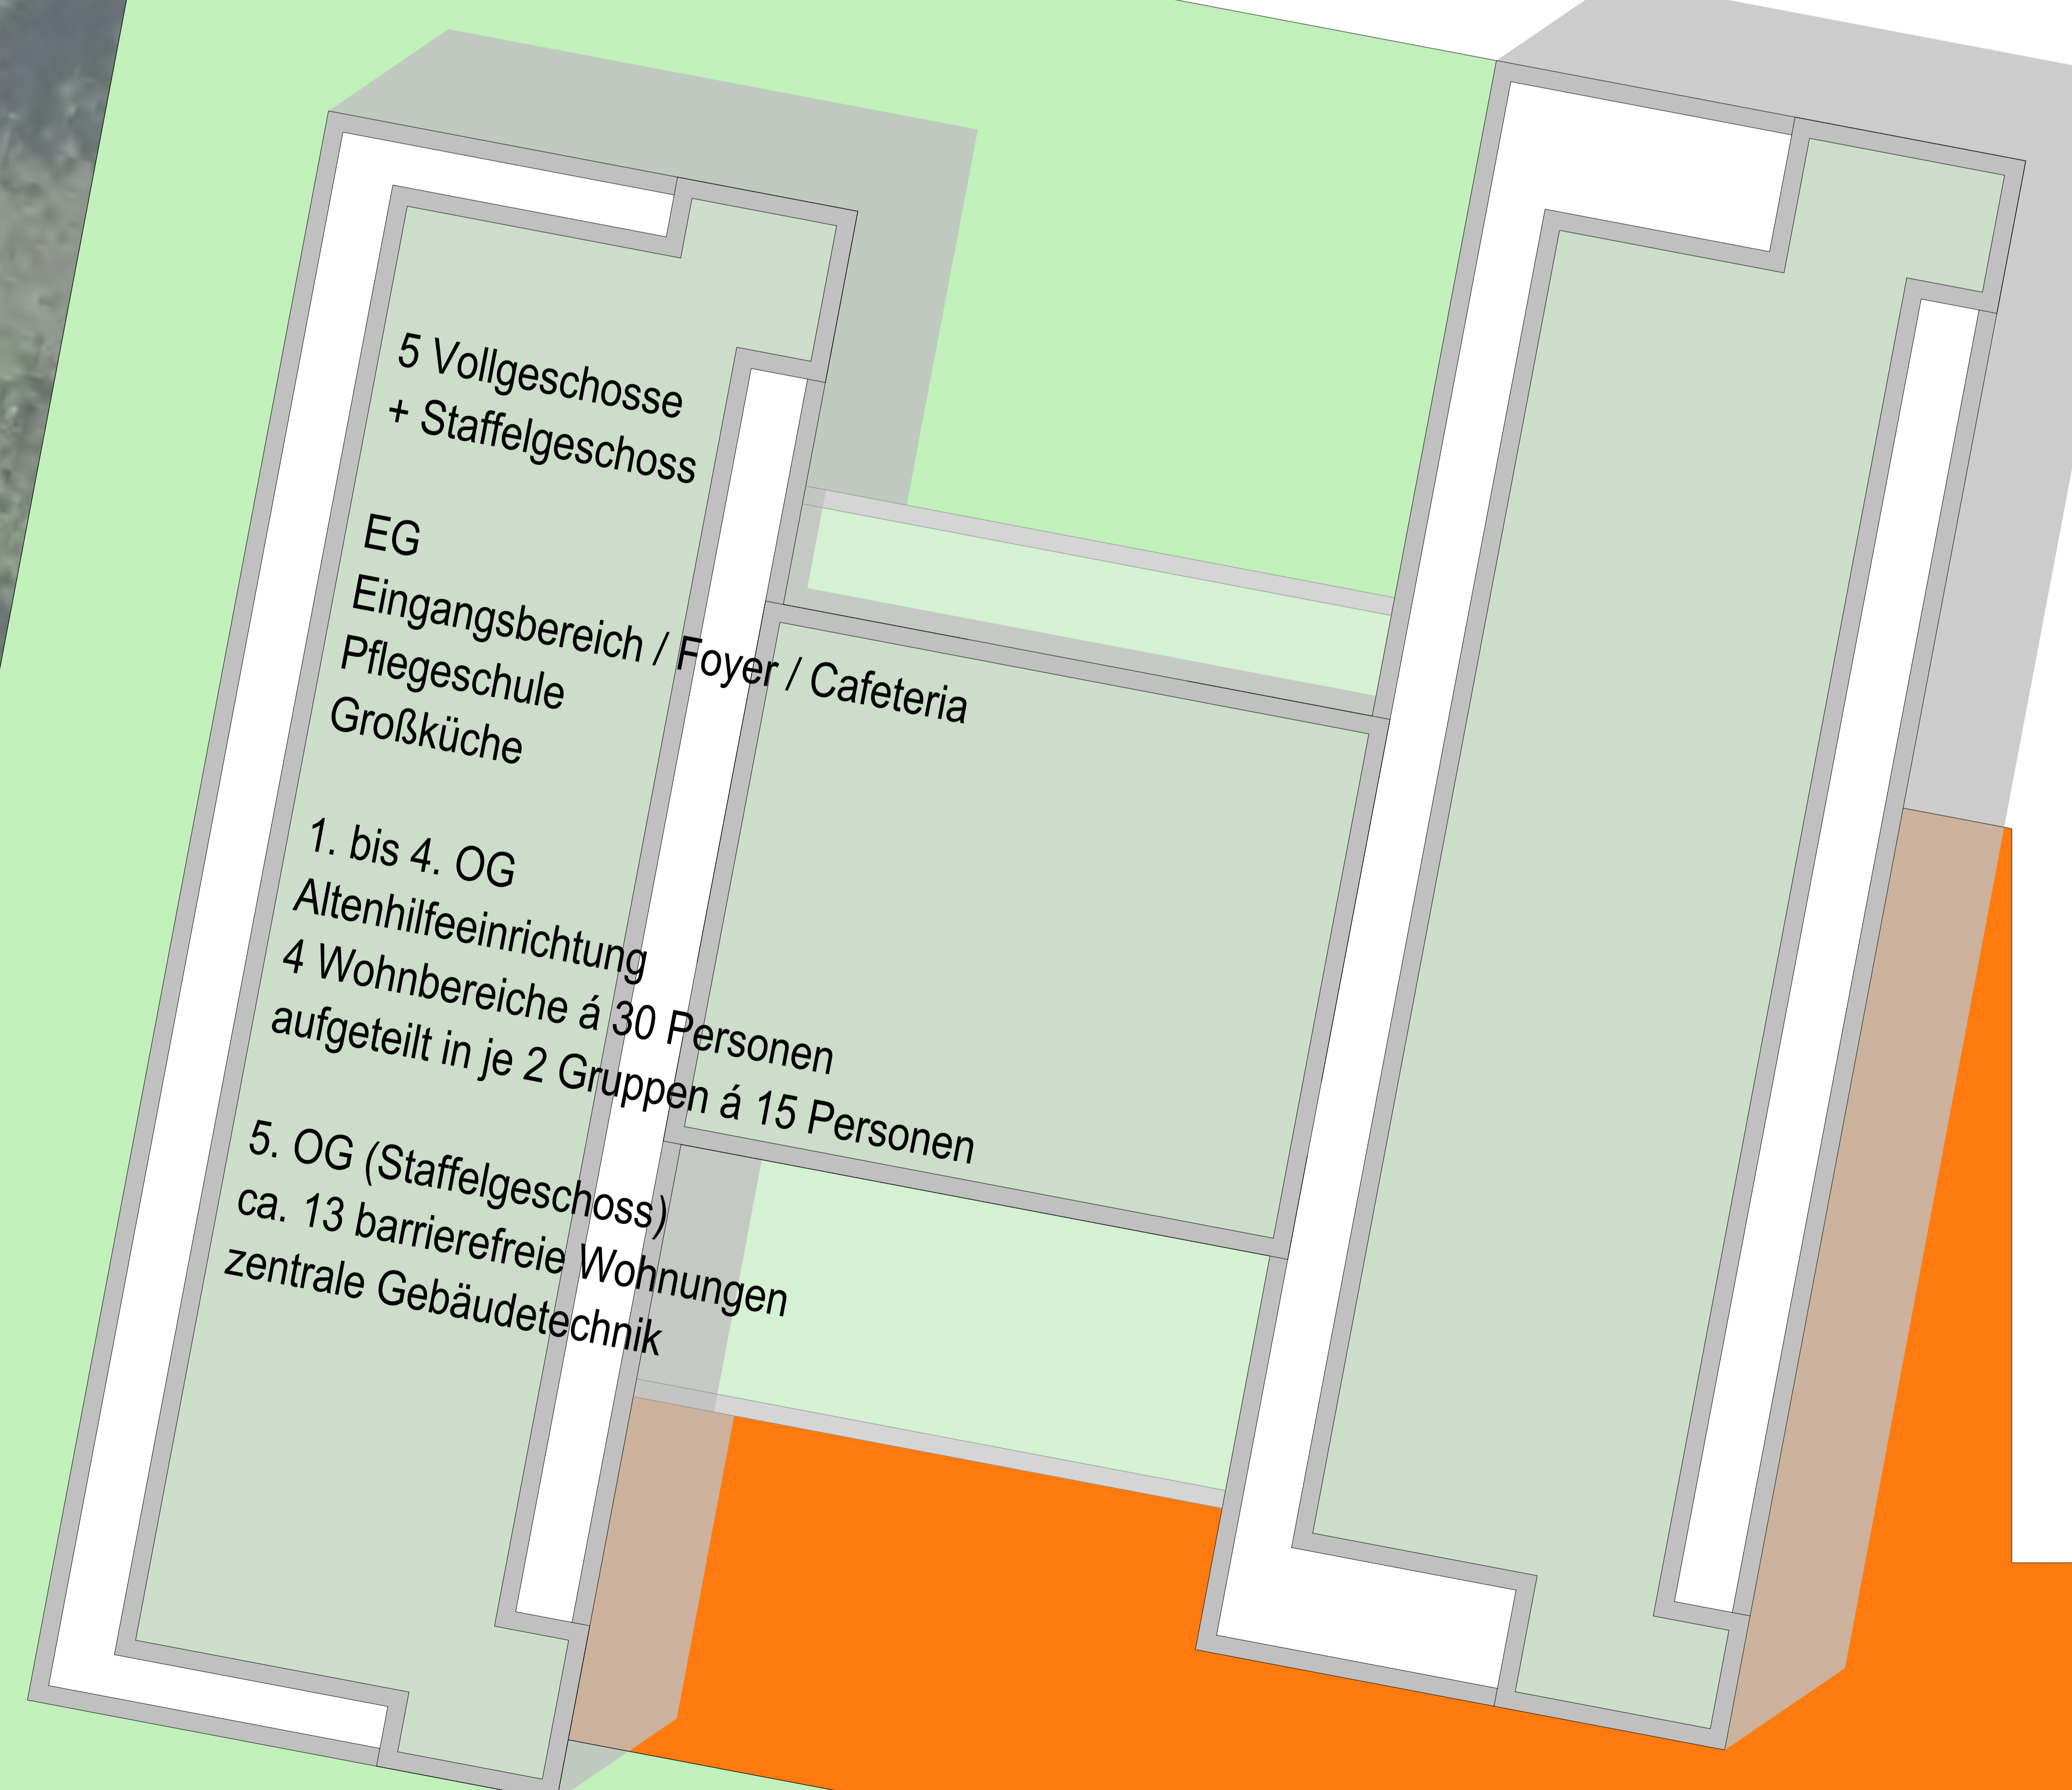 5 Vollgeschosse
+ Staffelgeschoss
EG
Eingangsbereich / Foyer / Cafeteria
Pflegeschule
Großküche
1. bis 4. OG
Altenhilfeeinrichtung
4 Wohnbereiche á 30 Personen
aufgeteilt in je 2 Gruppen á 15 Personen
5. OG (Staffelgeschoss)
ca. 13 barrierefreie Wohnungen
zentrale Gebäudetechnik